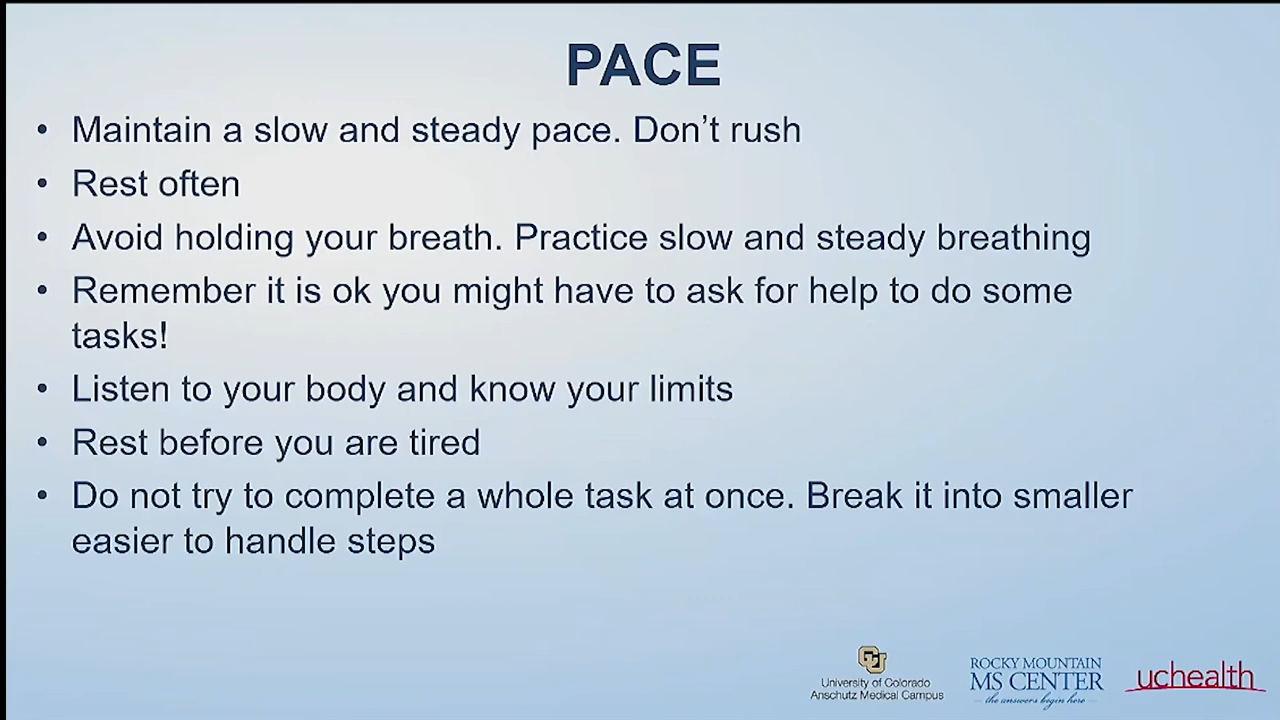 PACE
• Maintain a slow and steady pace. Don't rush
• Rest often
• Avoid holding your breath. Practice slow and steady breathing
• Remember it is ok you might have to ask for help to do some
tasks!
• Listen to your body and know your limits
• Rest before you are tired
• Do not try to complete a whole task at once. Break it into smaller
easier to handle steps
CU
University of Colorado
Anschutz Medical Campus
ROCKY MOUNTAIN
MS CENTER
the answers begin here
uchealth